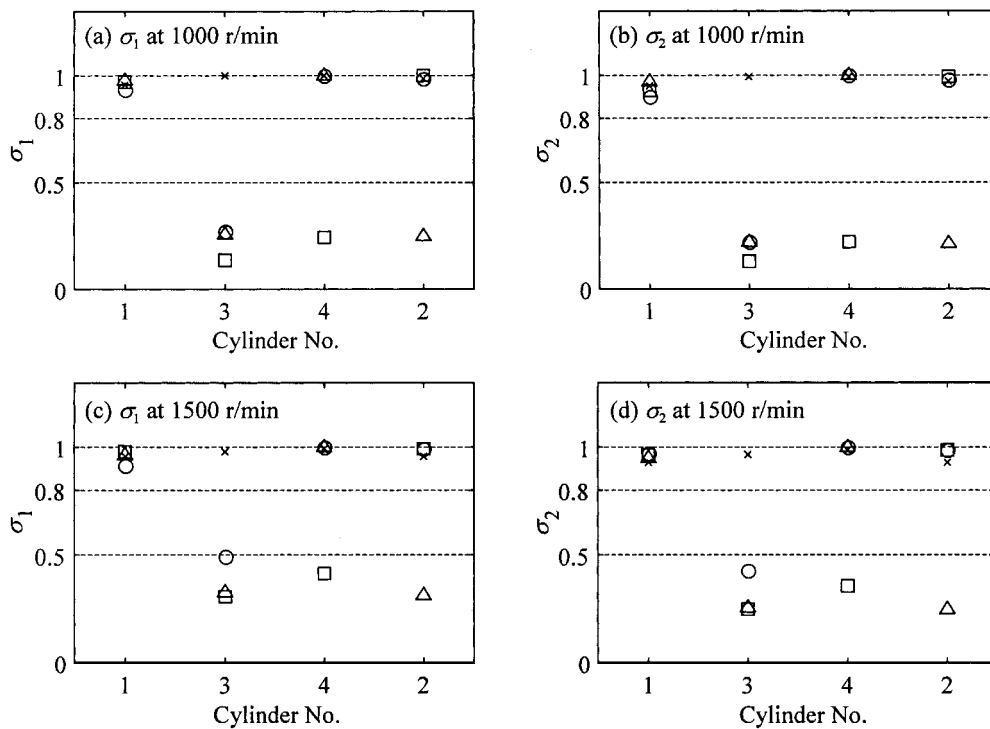 (a) σ₁ at 1000 r/min
1
0.8
0.5
0
σ₁
1 3 4 2
Cylinder No.
(b) σ₂ at 1000 r/min
1
0.8
0.5
0
σ₂
1 3 4 2
Cylinder No.
(c) σ₁ at 1500 r/min
1
0.8
0.5
0
σ₁
1 3 4 2
Cylinder No.
(d) σ₂ at 1500 r/min
1
0.8
0.5
0
σ₂
1 3 4 2
Cylinder No.